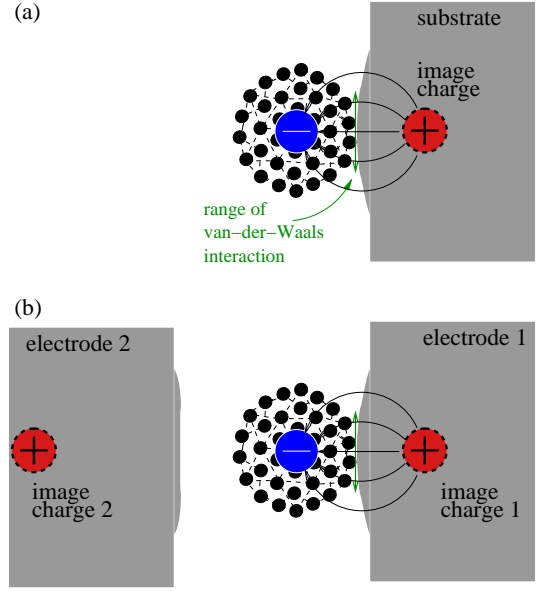 (a)
substrate
image
charge
−
+
range of
van−der−Waals
interaction
(b)
electrode 2
electrode 1
+
−
+
image
charge 2
image
charge 1